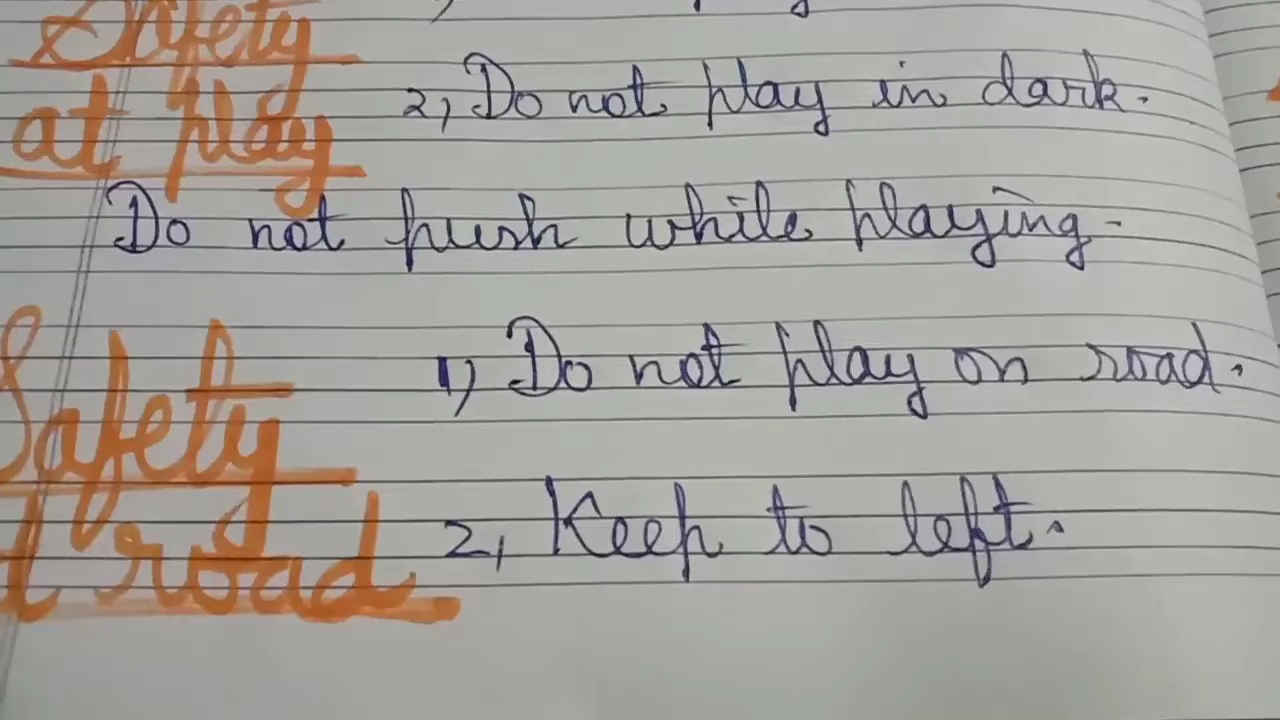 Safety
at play
2, Do not play in dark.
Do not push while playing.
Safety
road
1, Do not play on road.
2, Keep to left.